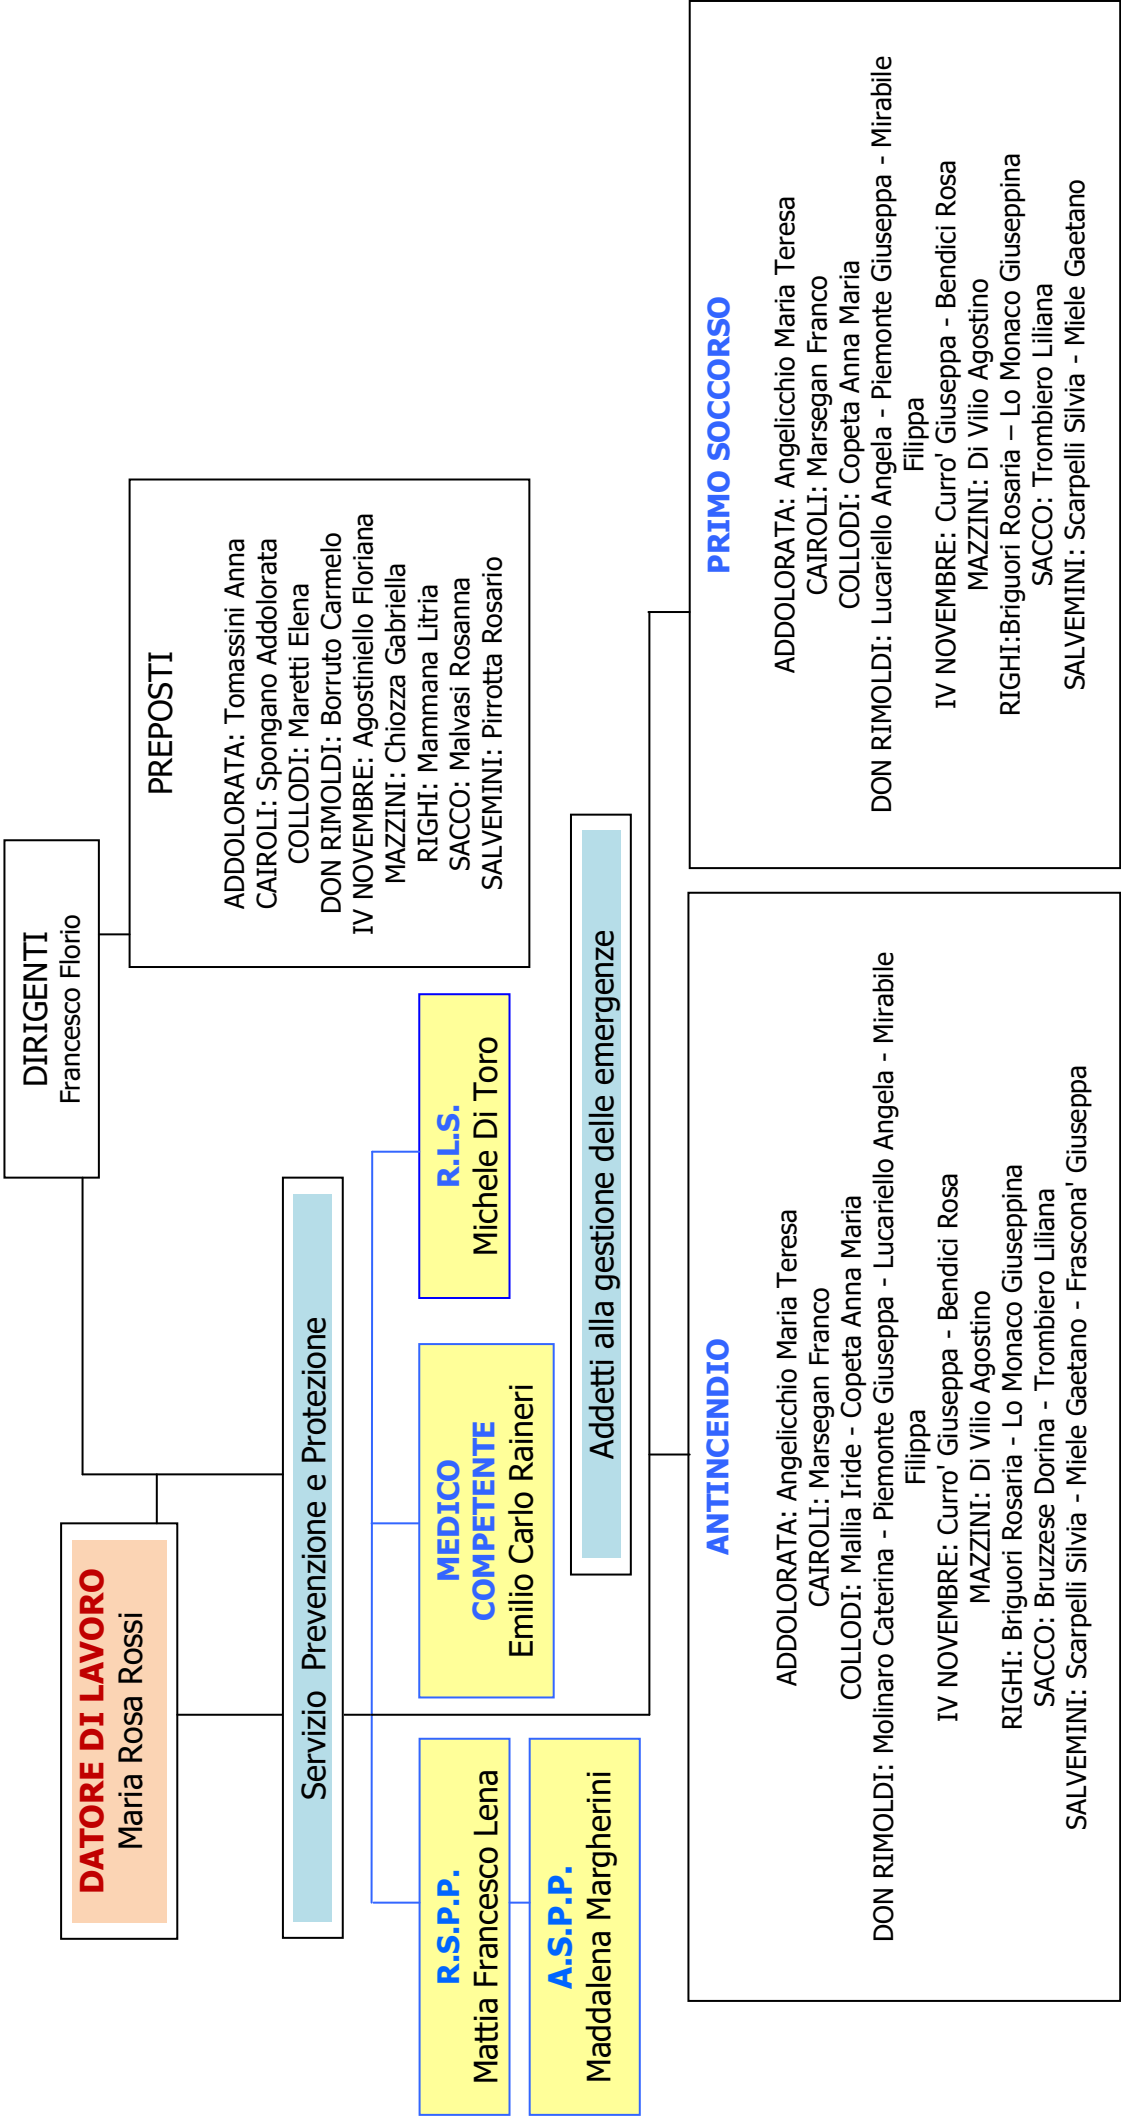 DIRIGENTI
Francesco Florio
DATORE DI LAVORO
Maria Rosa Rossi
PREPOSTI
ADDOLORATA: Tomassini Anna
CAIROLI: Spongano Addolorata
COLLODI: Maretti Elena
DON RIMOLDI: Borruto Carmelo
IV NOVEMBRE: Agostiniello Floriana
MAZZINI: Chiozza Gabriella
RIGHI: Mammana Litria
SACCO: Malvasi Rosanna
SALVEMINI: Pirrotta Rosario
Servizio Prevenzione e Protezione
R.S.P.P.
Mattia Francesco Lena
MEDICO
COMPETENTE
Emilio Carlo Raineri
R.L.S.
Michele Di Toro
A.S.P.P.
Maddalena Margherini
Addetti alla gestione delle emergenze
ANTINCENDIO
ADDOLORATA: Angelicchio Maria Teresa
CAIROLI: Marsegan Franco
COLLODI: Mallia Iride - Copeta Anna Maria
DON RIMOLDI: Molinaro Caterina - Piemonte Giuseppa - Lucariello Angela - Mirabile
Filippa
IV NOVEMBRE: Curro' Giuseppa - Bendici Rosa
MAZZINI: Di Vilio Agostino
RIGHI: Briguori Rosaria - Lo Monaco Giuseppina
SACCO: Bruzzese Dorina - Trombiero Liliana
SALVEMINI: Scarpelli Silvia - Miele Gaetano - Frascona' Giuseppa
PRIMO SOCCORSO
ADDOLORATA: Angelicchio Maria Teresa
CAIROLI: Marsegan Franco
COLLODI: Copeta Anna Maria
DON RIMOLDI: Lucariello Angela - Piemonte Giuseppa - Mirabile
Filippa
IV NOVEMBRE: Curro' Giuseppa - Bendici Rosa
MAZZINI: Di Vilio Agostino
RIGHI:Briguori Rosaria – Lo Monaco Giuseppina
SACCO: Trombiero Liliana
SALVEMINI: Scarpelli Silvia - Miele Gaetano